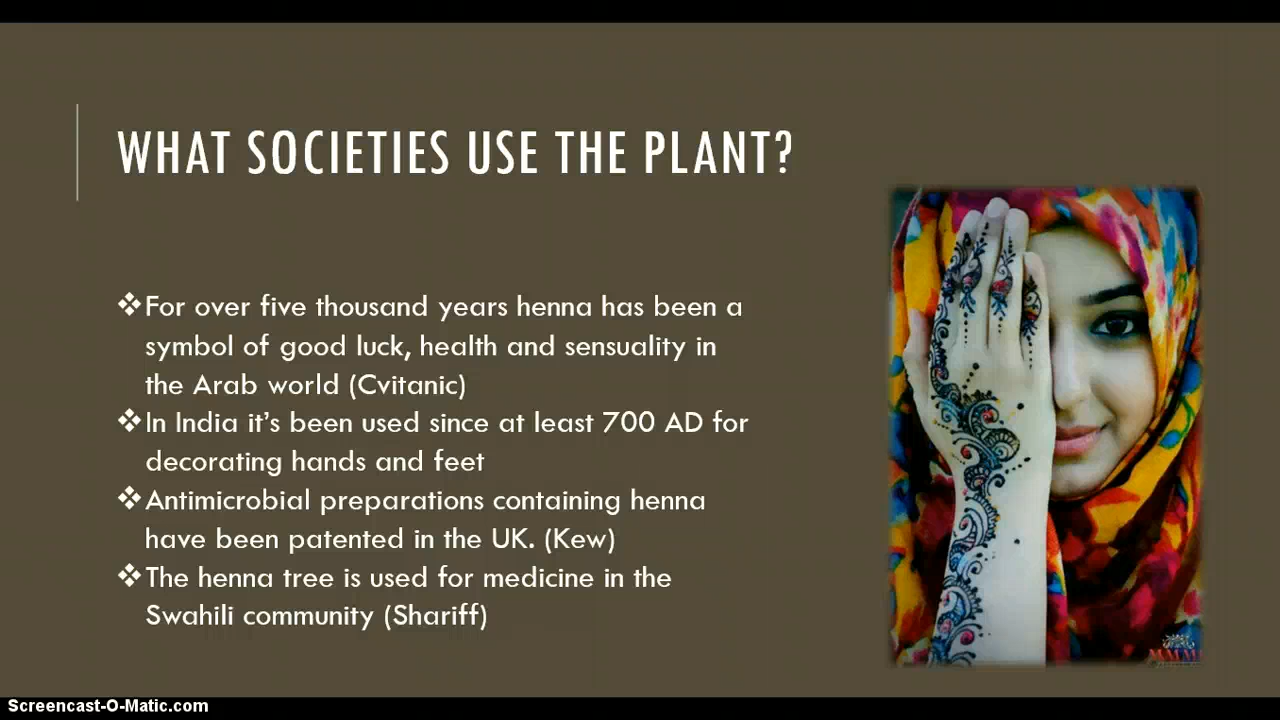 WHAT SOCIETIES USE THE PLANT?
❖For over five thousand years henna has been a
symbol of good luck, health and sensuality in
the Arab world (Cvitanic)
❖In India it's been used since at least 700 AD for
decorating hands and feet
❖Antimicrobial preparations containing henna
have been patented in the UK. (Kew)
❖The henna tree is used for medicine in the
Swahili community (Shariff)
Screencast-O-Matic.com